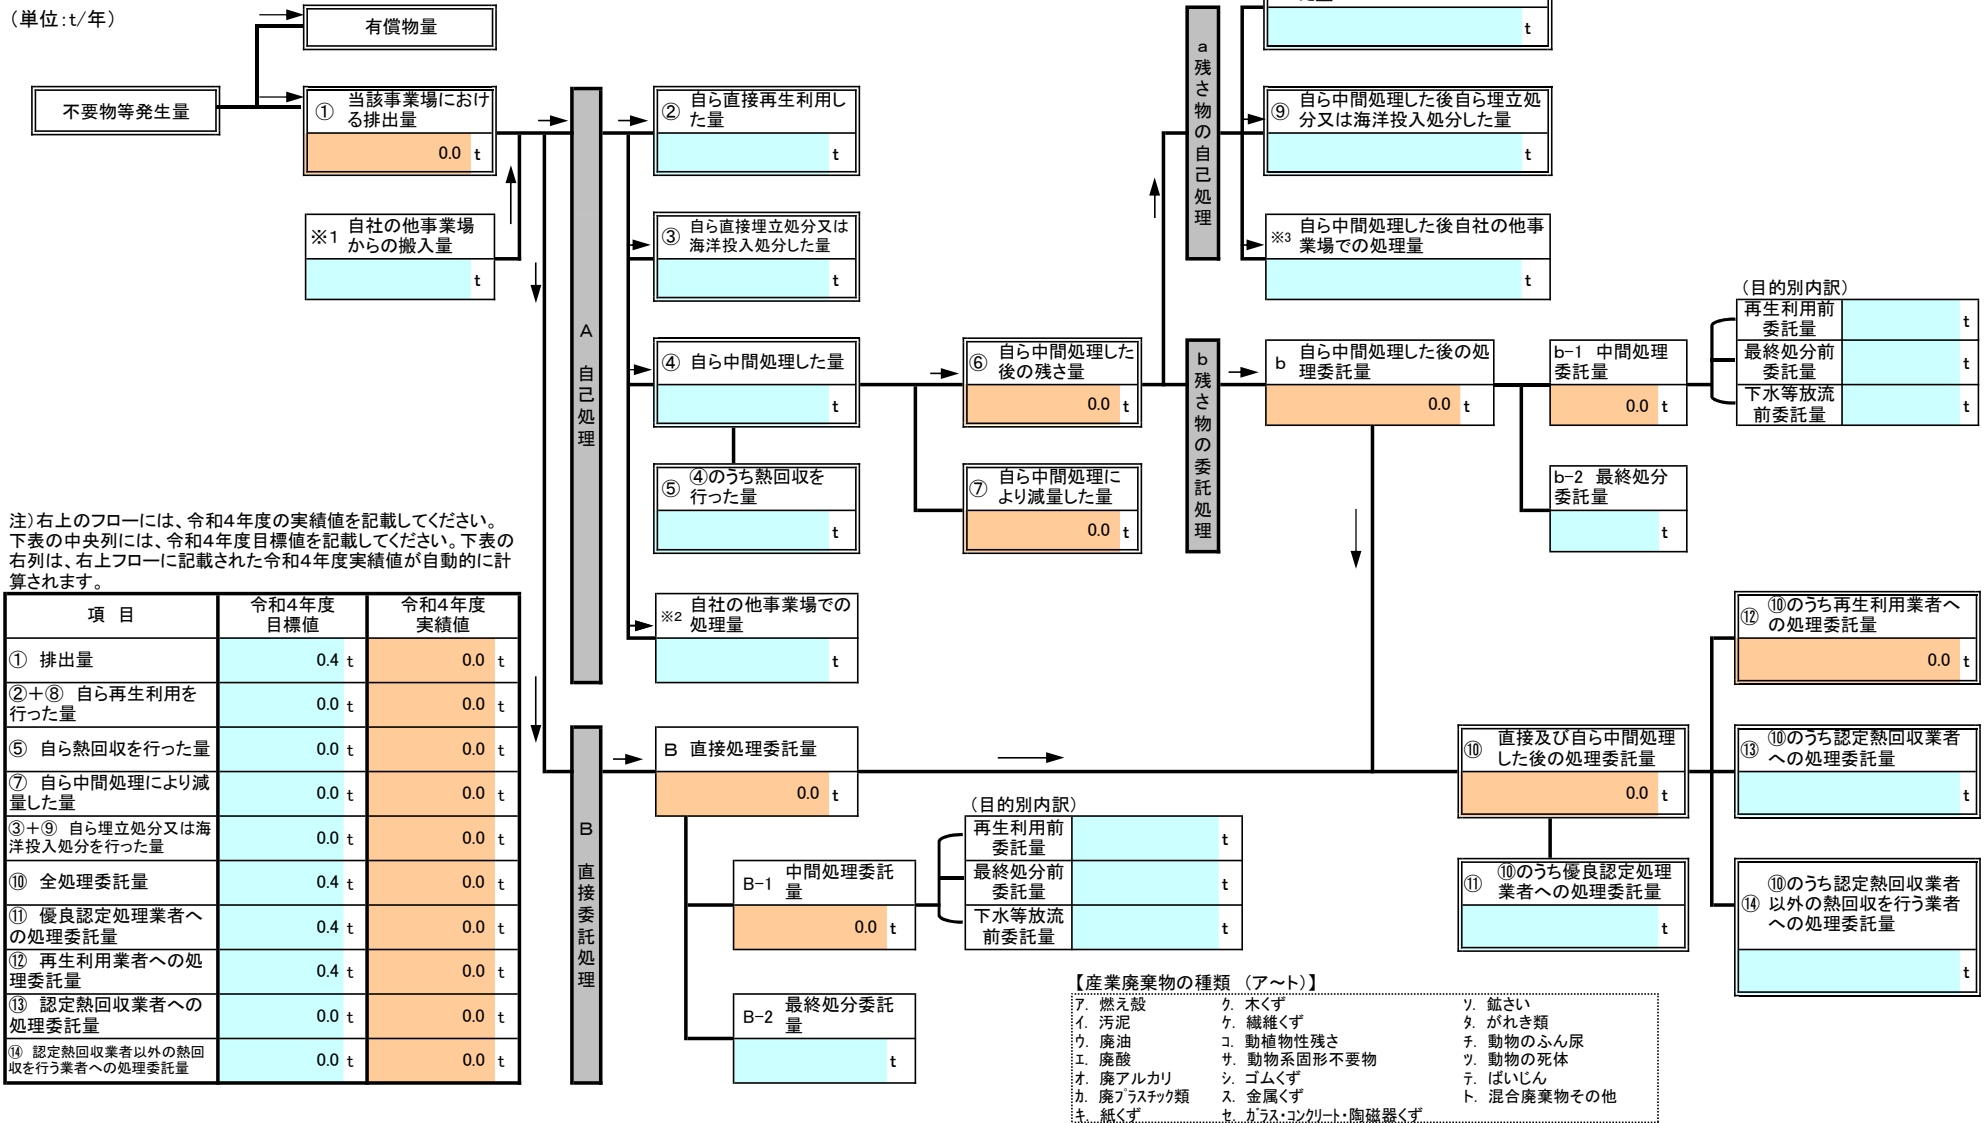 （単位：t/年）
有償物量
不要物等発生量
① 当該事業場におけ
る排出量
0.0 t
※1 自社の他事業場
からの搬入量
t
A 自己処理
② 自ら直接再生利用し
た量
t
③ 自ら直接埋立処分又は
海洋投入処分した量
t
④ 自ら中間処理した量
t
⑤ ④のうち熱回収を
行った量
t
※2 自社の他事業場での
処理量
t
⑥ 自ら中間処理した
後の残さ量
0.0 t
⑦ 自ら中間処理に
より減量した量
0.0 t
a 残さ物の自己処理
t
⑨ 自ら中間処理した後自ら埋立処
分又は海洋投入処分した量
t
※3 自ら中間処理した後自社の他事
業場での処理量
t
b 残さ物の委託処理
b 自ら中間処理した後の処
理委託量
0.0 t
b-1 中間処理
委託量
0.0 t
b-2 最終処分
委託量
t
（目的別内訳）
再生利用前
委託量
t
最終処分前
委託量
t
下水等放流
前委託量
t
注）右上のフローには、令和４年度の実績値を記載してください。
下表の中央列には、令和４年度目標値を記載してください。下表の
右列は、右上フローに記載された令和４年度実績値が自動的に計
算されます。
項 目 令和４年度 令和４年度
目標値 実績値
① 排出量 0.4 t 0.0 t
②＋⑧ 自ら再生利用を
行った量 0.0 t 0.0 t
⑤ 自ら熱回収を行った量 0.0 t 0.0 t
⑦ 自ら中間処理により減
量した量 0.0 t 0.0 t
③＋⑨ 自ら埋立処分又は海
洋投入処分を行った量 0.0 t 0.0 t
⑩ 全処理委託量 0.4 t 0.0 t
⑪ 優良認定処理業者へ
の処理委託量 0.4 t 0.0 t
⑫ 再生利用業者への処
理委託量 0.4 t 0.0 t
⑬ 認定熱回収業者への
処理委託量 0.0 t 0.0 t
⑭ 認定熱回収業者以外の熱回
収を行う業者への処理委託量 0.0 t 0.0 t
B 直接委託処理
B 直接処理委託量
0.0 t
B-1 中間処理委託
量
0.0 t
B-2 最終処分委託
量
t
（目的別内訳）
再生利用前
委託量
t
最終処分前
委託量
t
下水等放流
前委託量
t
⑩ 直接及び自ら中間処理
した後の処理委託量
0.0 t
⑪ ⑩のうち優良認定処理
業者への処理委託量
t
⑫ ⑩のうち再生利用業者へ
の処理委託量
0.0 t
⑬ ⑩のうち認定熱回収業者
への処理委託量
t
⑭ ⑩のうち認定熱回収業者
以外の熱回収を行う業者
への処理委託量
t
【産業廃棄物の種類 （ア～ト）】
ア. 燃え殻 ク. 木くず ソ. 鉱さい
イ. 汚泥 ケ. 繊維くず タ. がれき類
ウ. 廃油 コ. 動植物性残さ チ. 動物のふん尿
エ. 廃酸 サ. 動物系固形不要物 ツ. 動物の死体
オ. 廃アルカリ シ. ゴムくず テ. ばいじん
カ. 廃プラスチック類 ス. 金属くず ト. 混合廃棄物その他
キ. 紙くず セ. ガラス・コンクリート・陶磁器くず